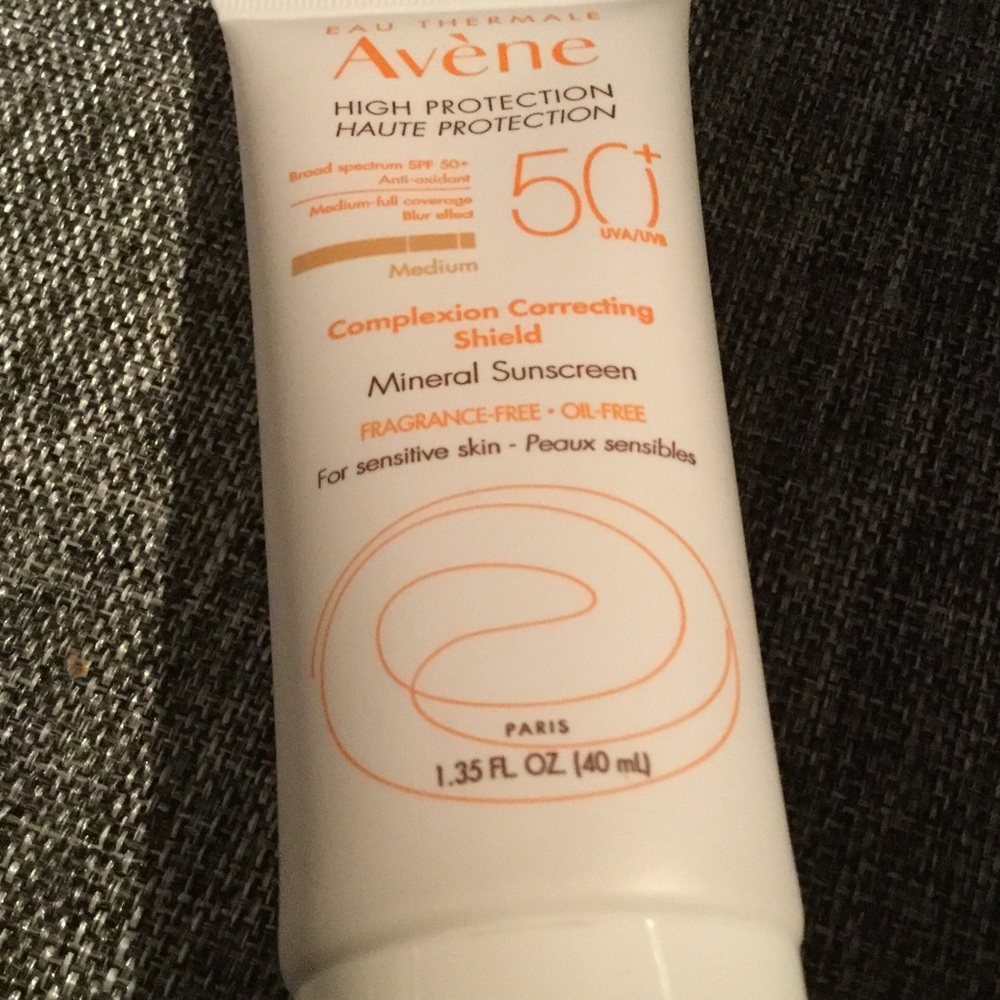 EAU THERMALE
Avène
HIGH PROTECTION
HAUTE PROTECTION
Broad spectrum SPF 50+
Anti-oxidant
Medium-full coverage
Blur effect
Medium
50+
UVA/UVB
Complexion Correcting
Shield
Mineral Sunscreen
FRAGRANCE-FREE • OIL-FREE
For sensitive skin - Peaux sensibles
PARIS
1.35 FL. OZ. (40 mL)